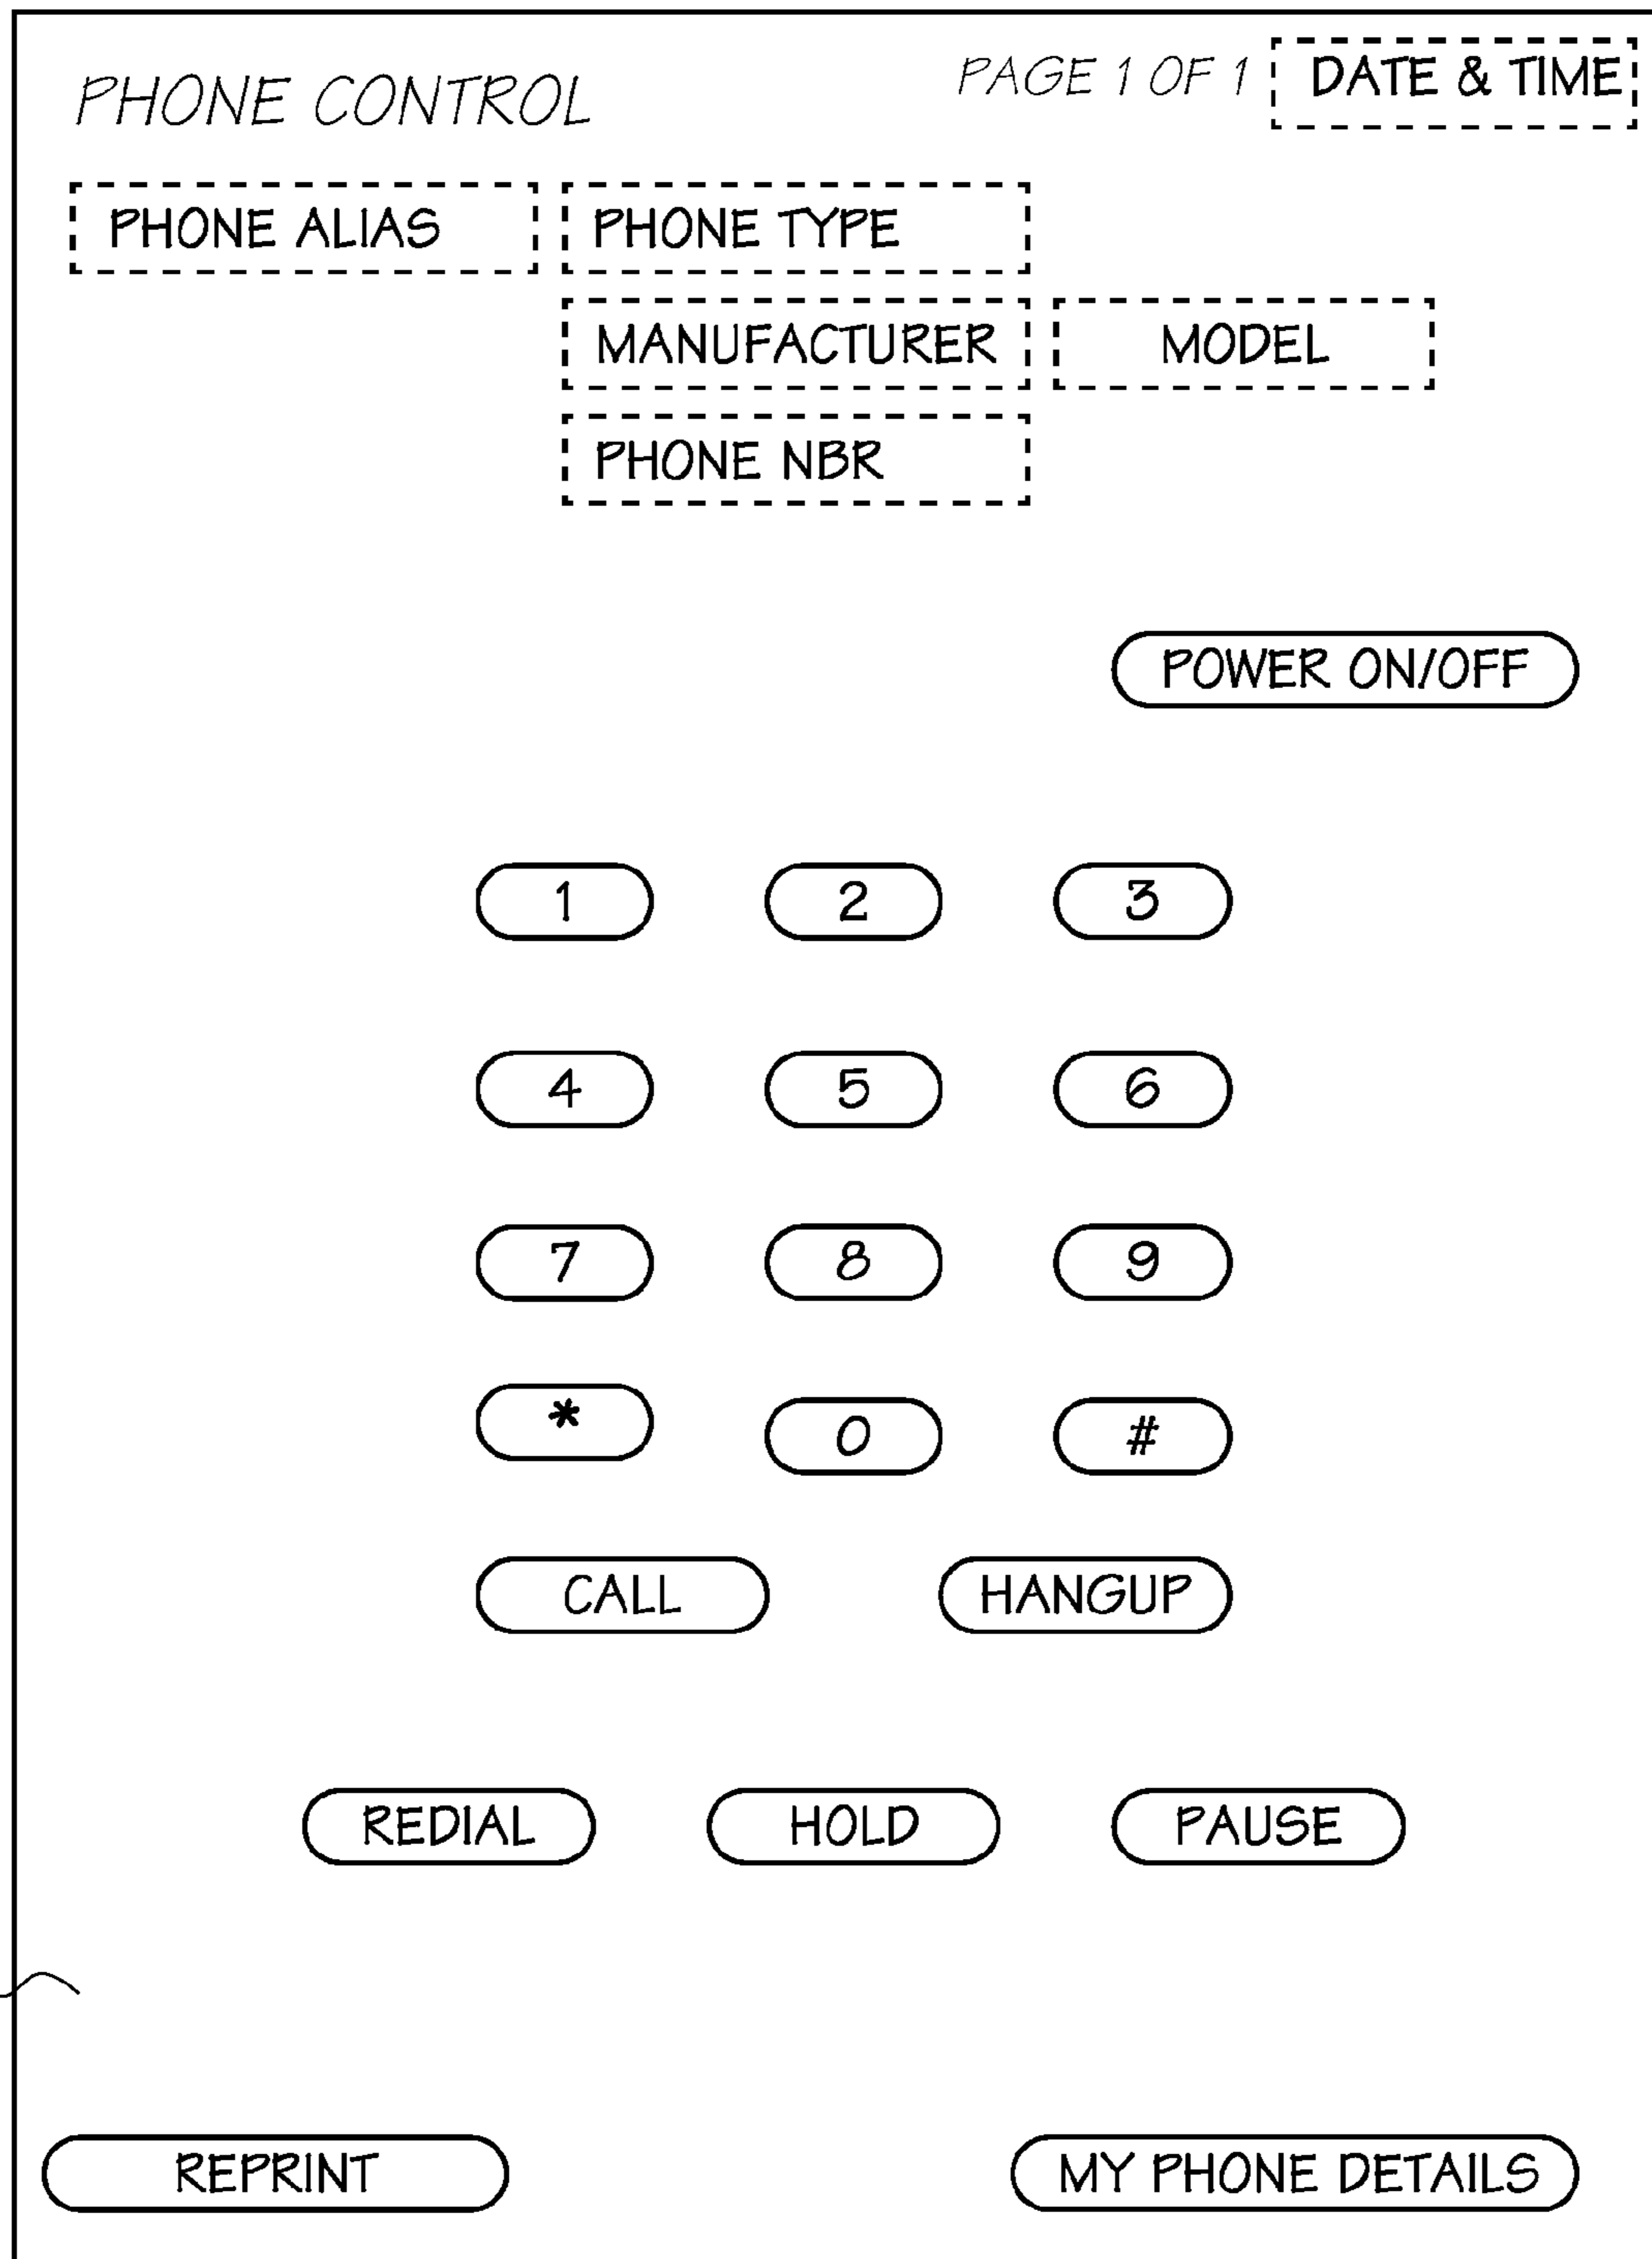 PHONE CONTROL PAGE 1 OF 1 DATE & TIME
PHONE ALIAS PHONE TYPE
MANUFACTURER MODEL
PHONE NBR
POWER ON/OFF
1 2 3
4 5 6
7 8 9
* 0 #
CALL HANGUP
REDIAL HOLD PAUSE
REPRINT MY PHONE DETAILS